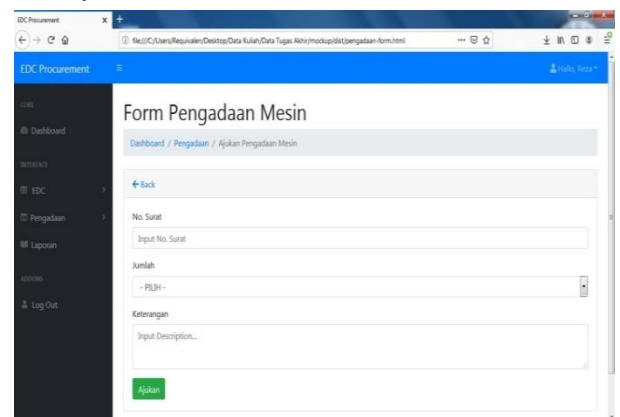 EDC Procurement
file:///C:/Users/Requivalen/Desktop/Data Kuliah/Data Tugas Akhir/mockup/dist/pengadaan-form.html
EDC Procurement
Hallo, Reza
CORE
Dashboard
INTERFACE
EDC
Pengadaan
Laporan
ADDONS
Log Out
Form Pengadaan Mesin
Dashboard / Pengadaan / Ajukan Pengadaan Mesin
Back
No. Surat
Input No. Surat
Jumlah
- PILIH -
Keterangan
Input Description...
Ajukan